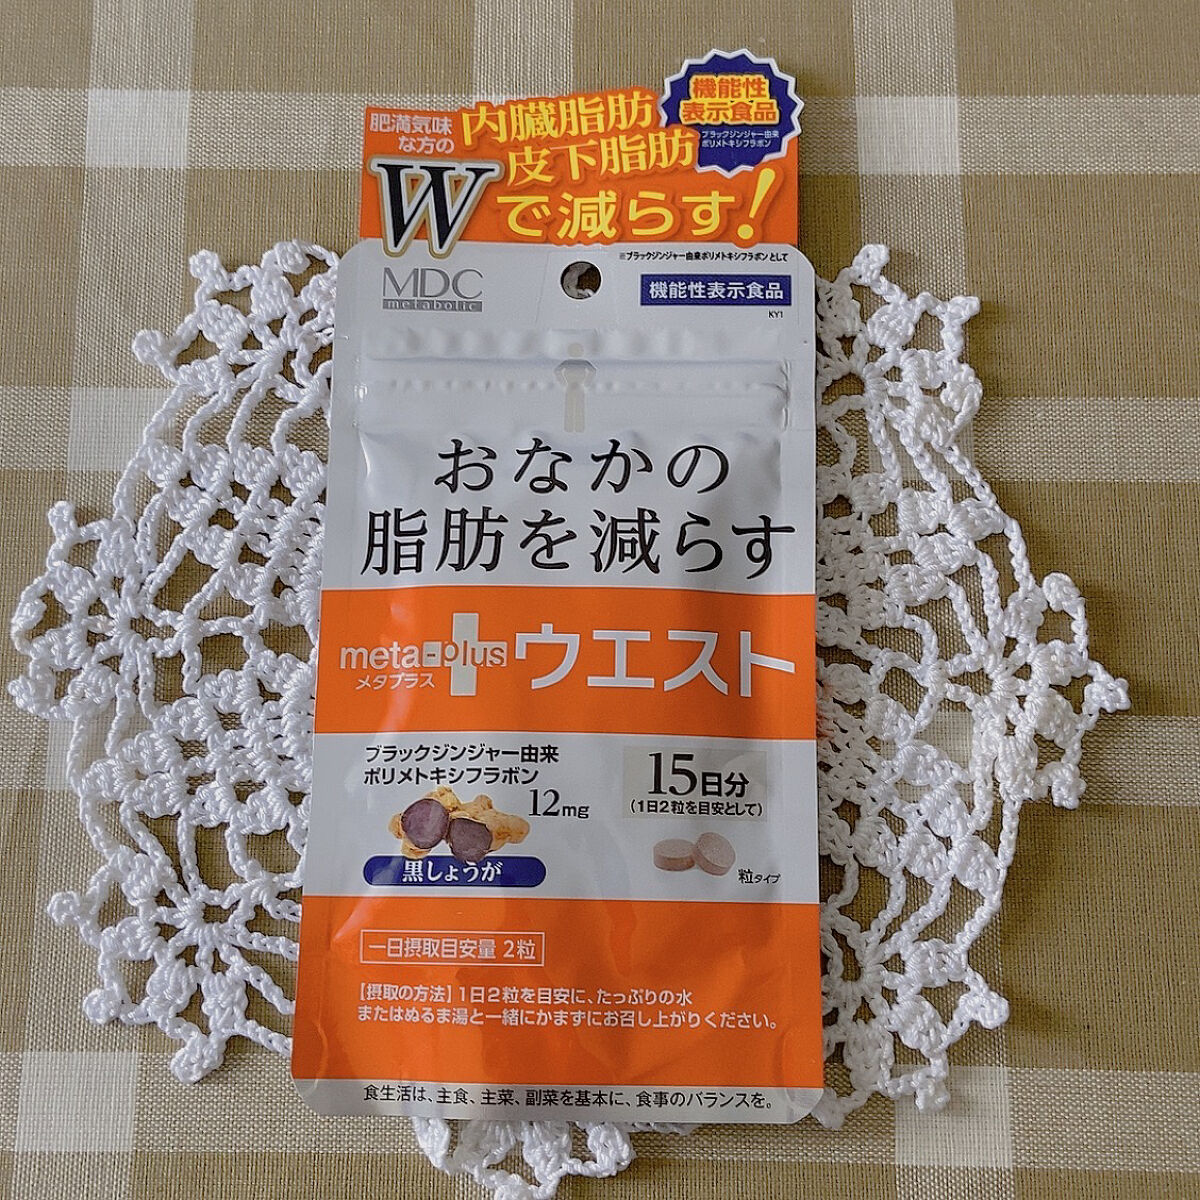 肥満気味
な方の
内臓脂肪
皮下脂肪
Wで減らす!
機能性
表示食品
ブラックジンジャー由来
ポリメトキシフラボン
※ブラックジンジャー由来ポリメトキシフラボンとして
MDC
metabolic
機能性表示食品
KY1
おなかの
脂肪を減らす
meta-plus
メタプラス
ウエスト
ブラックジンジャー由来
ポリメトキシフラボン
12mg
黒しょうが
15日分
(1日2粒を目安として)
粒タイプ
一日摂取目安量 2粒
【摂取の方法】1日2粒を目安に、たっぷりの水
またはぬるま湯と一緒にかまずにお召し上がりください。
食生活は、主食、主菜、副菜を基本に、食事のバランスを。